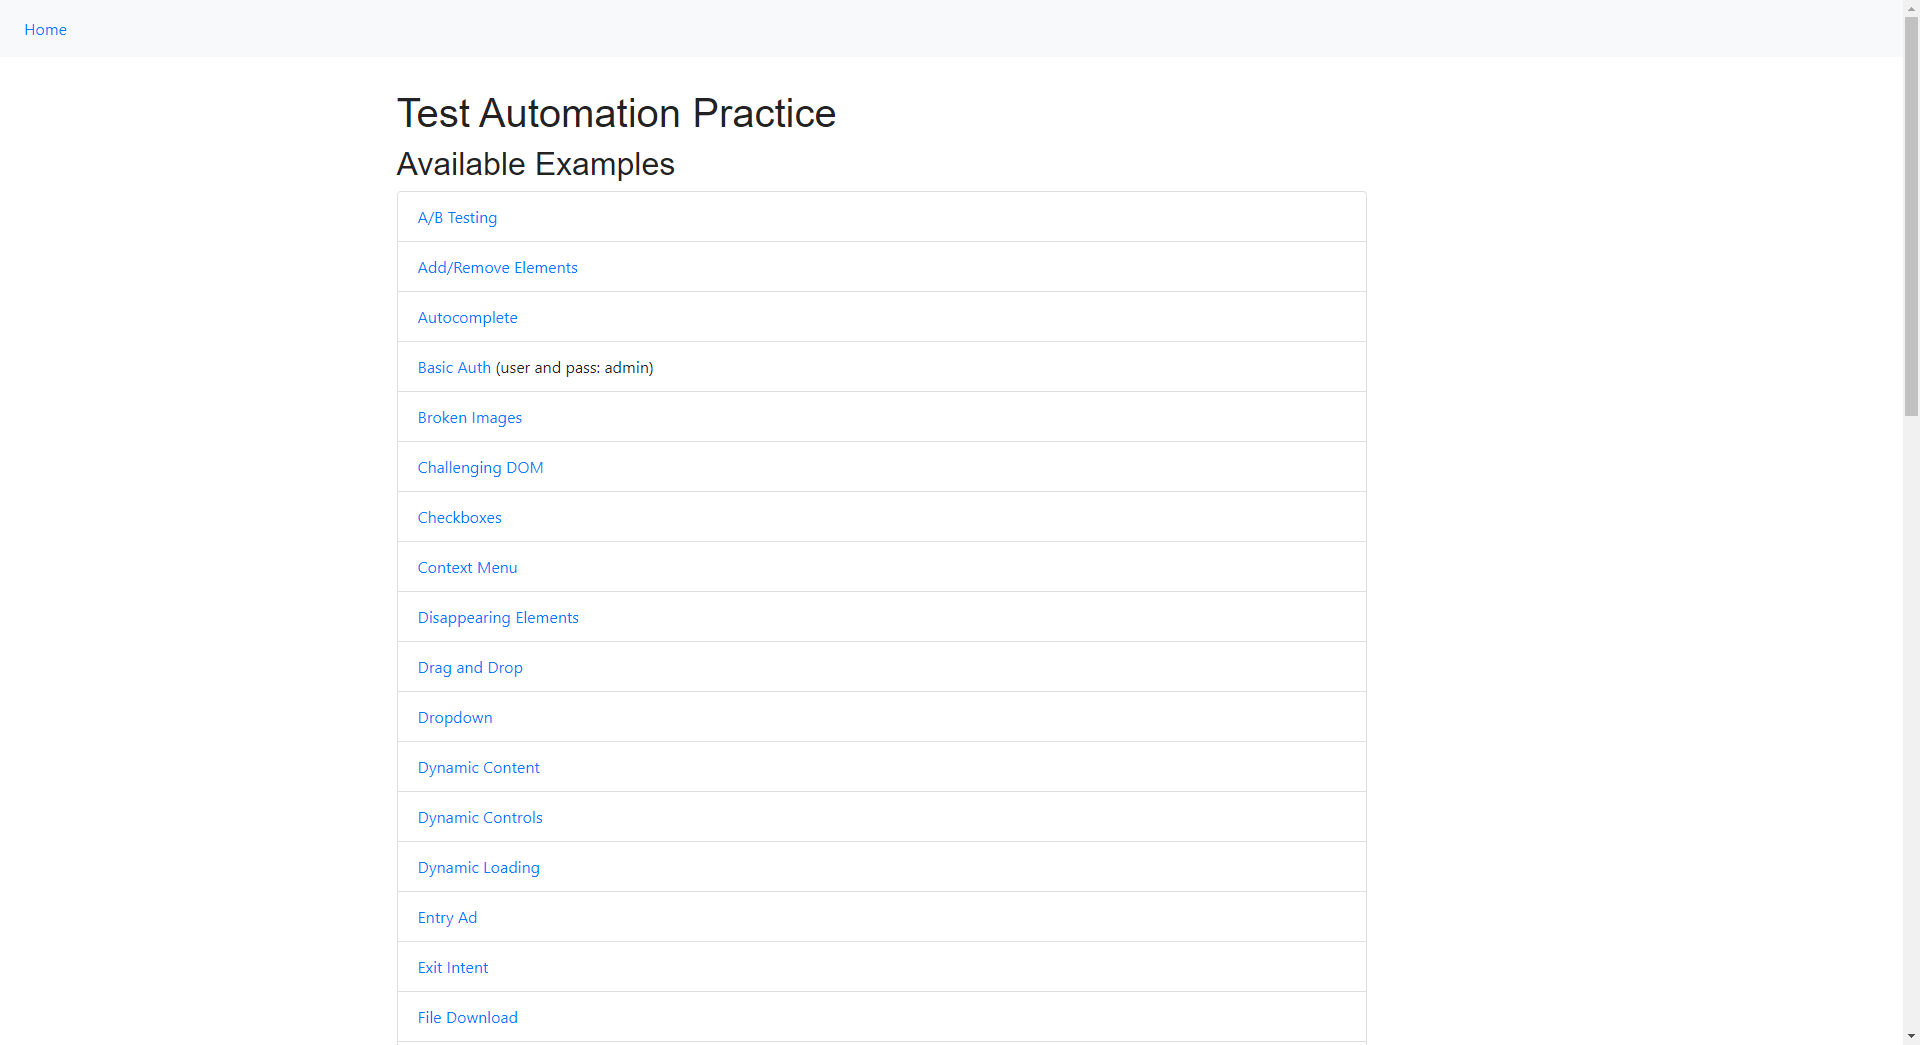 Home
Test Automation Practice
Available Examples
A/B Testing
Add/Remove Elements
Autocomplete
Basic Auth (user and pass: admin)
Broken Images
Challenging DOM
Checkboxes
Context Menu
Disappearing Elements
Drag and Drop
Dropdown
Dynamic Content
Dynamic Controls
Dynamic Loading
Entry Ad
Exit Intent
File Download